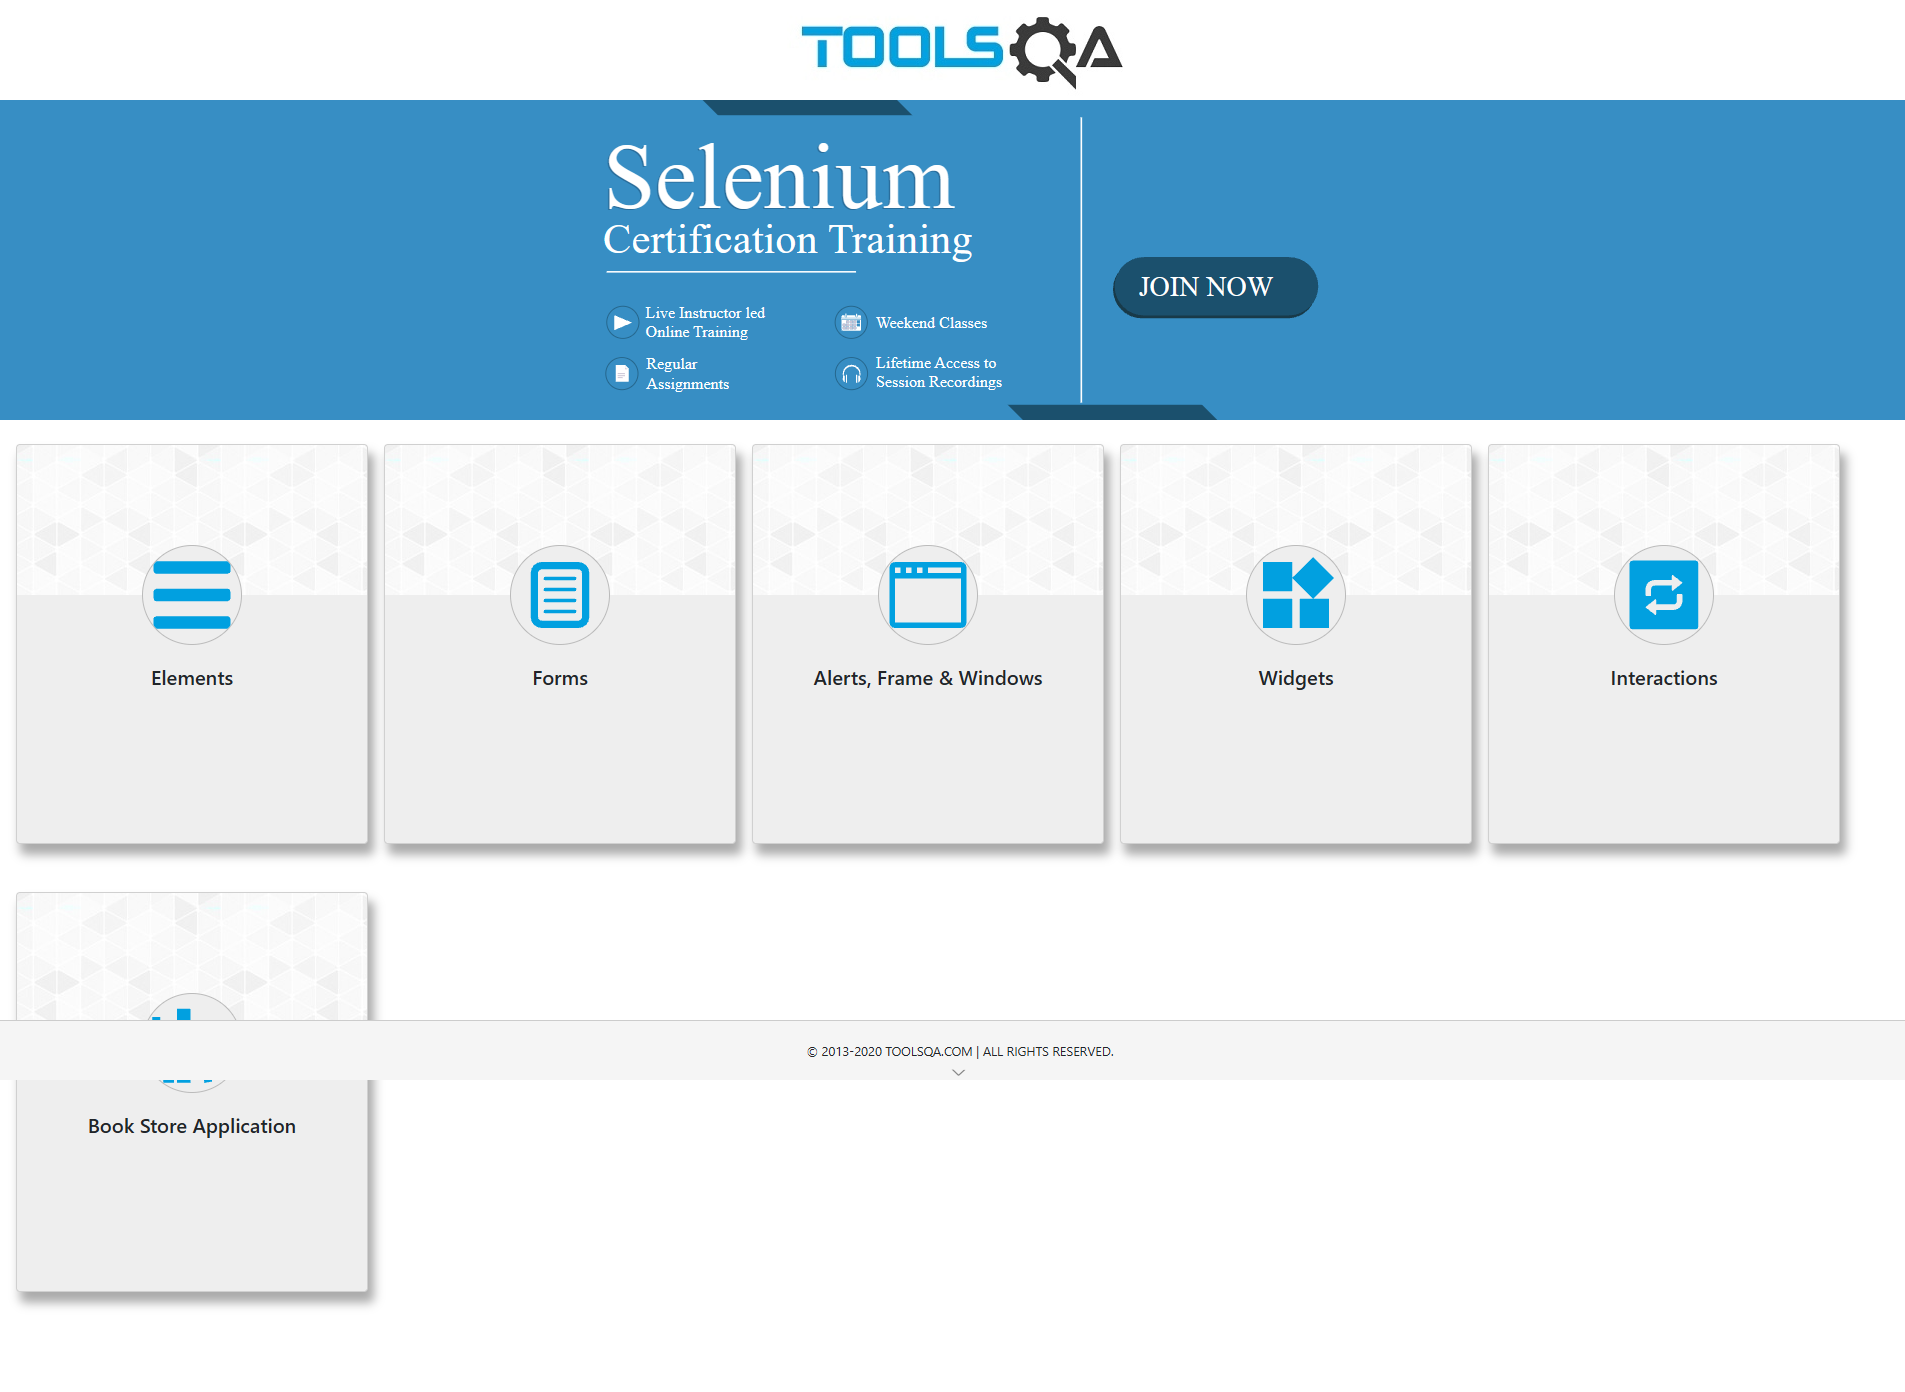 TOOLSQA
Selenium
Certification Training
JOIN NOW
Live Instructor led
Online Training
Weekend Classes
Regular
Assignments
Lifetime Access to
Session Recordings
Elements
Forms
Alerts, Frame & Windows
Widgets
Interactions
© 2013-2020 TOOLSQA.COM | ALL RIGHTS RESERVED.
Book Store Application